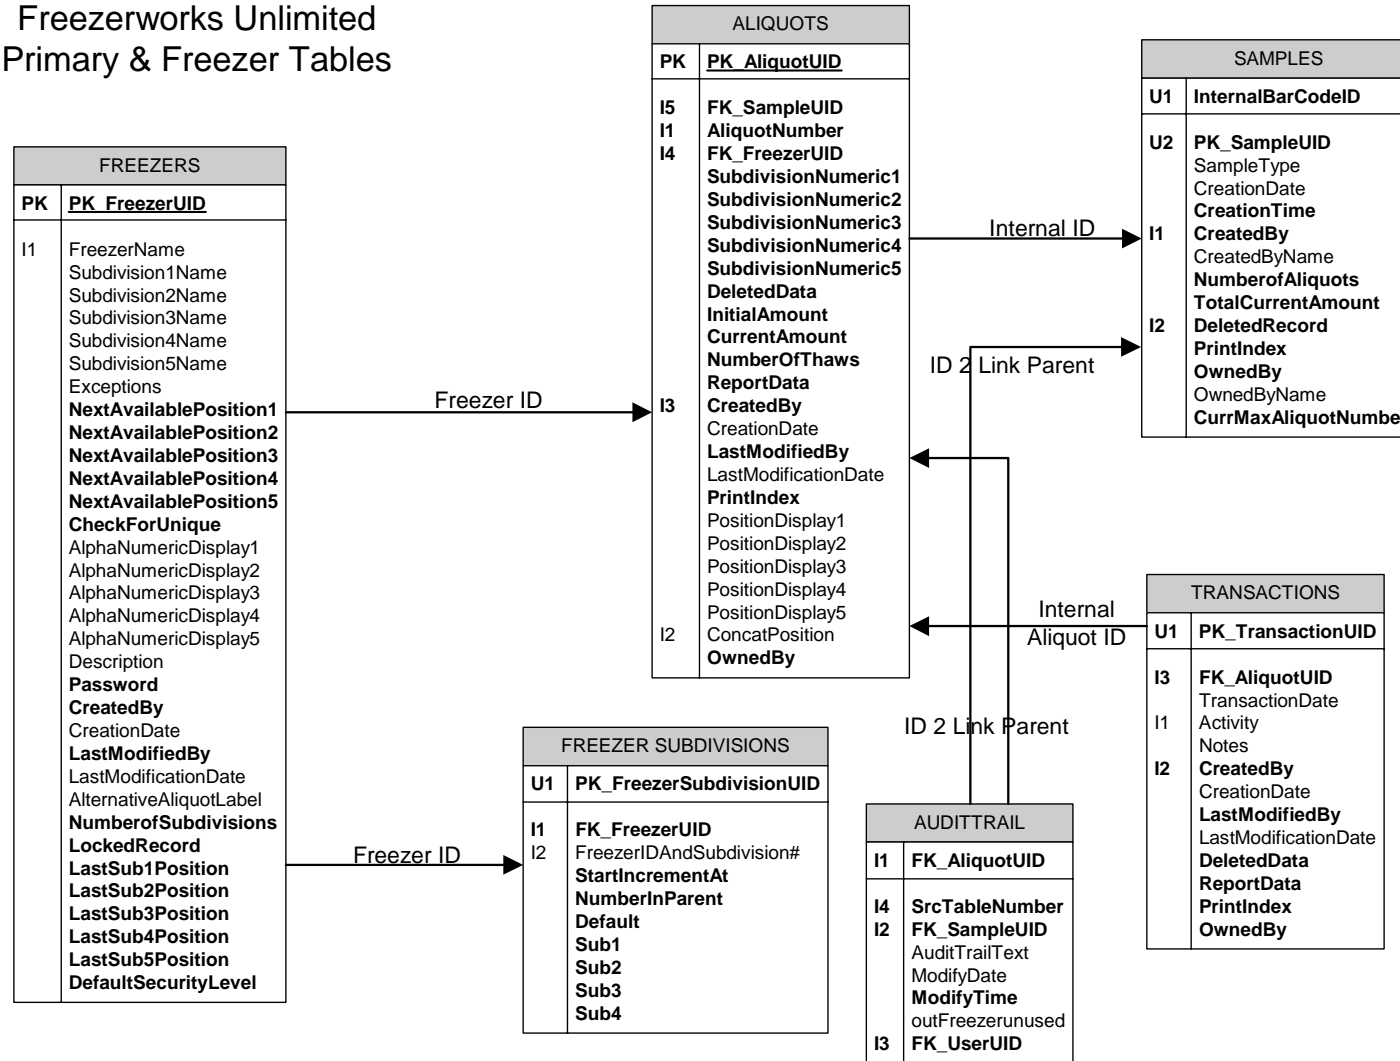 Freezerworks Unlimited
Primary & Freezer Tables
FREEZERS
PK PK_FreezerUID
I1 FreezerName
Subdivision1Name
Subdivision2Name
Subdivision3Name
Subdivision4Name
Subdivision5Name
Exceptions
NextAvailablePosition1
NextAvailablePosition2
NextAvailablePosition3
NextAvailablePosition4
NextAvailablePosition5
CheckForUnique
AlphaNumericDisplay1
AlphaNumericDisplay2
AlphaNumericDisplay3
AlphaNumericDisplay4
AlphaNumericDisplay5
Description
Password
CreatedBy
CreationDate
LastModifiedBy
LastModificationDate
AlternativeAliquotLabel
NumberofSubdivisions
LockedRecord
LastSub1Position
LastSub2Position
LastSub3Position
LastSub4Position
LastSub5Position
DefaultSecurityLevel
Freezer ID
Freezer ID
ALIQUOTS
PK PK_AliquotUID
I5 FK_SampleUID
I1 AliquotNumber
I4 FK_FreezerUID
SubdivisionNumeric1
SubdivisionNumeric2
SubdivisionNumeric3
SubdivisionNumeric4
SubdivisionNumeric5
DeletedData
InitialAmount
CurrentAmount
NumberOfThaws
ReportData
I3 CreatedBy
CreationDate
LastModifiedBy
LastModificationDate
PrintIndex
PositionDisplay1
PositionDisplay2
PositionDisplay3
PositionDisplay4
PositionDisplay5
I2 ConcatPosition
OwnedBy
FREEZER SUBDIVISIONS
U1 PK_FreezerSubdivisionUID
I1 FK_FreezerUID
I2 FreezerIDAndSubdivision#
StartIncrementAt
NumberInParent
Default
Sub1
Sub2
Sub3
Sub4
Internal ID
ID 2 Link Parent
Internal
Aliquot ID
ID 2 Link Parent
SAMPLES
U1 InternalBarCodeID
U2 PK_SampleUID
SampleType
CreationDate
CreationTime
I1 CreatedBy
CreatedByName
NumberofAliquots
TotalCurrentAmount
I2 DeletedRecord
PrintIndex
OwnedBy
OwnedByName
CurrMaxAliquotNumbe
TRANSACTIONS
U1 PK_TransactionUID
I3 FK_AliquotUID
TransactionDate
I1 Activity
Notes
I2 CreatedBy
CreationDate
LastModifiedBy
LastModificationDate
DeletedData
ReportData
PrintIndex
OwnedBy
AUDITTRAIL
I1 FK_AliquotUID
I4 SrcTableNumber
I2 FK_SampleUID
AuditTrailText
ModifyDate
ModifyTime
outFreezerunused
I3 FK_UserUID